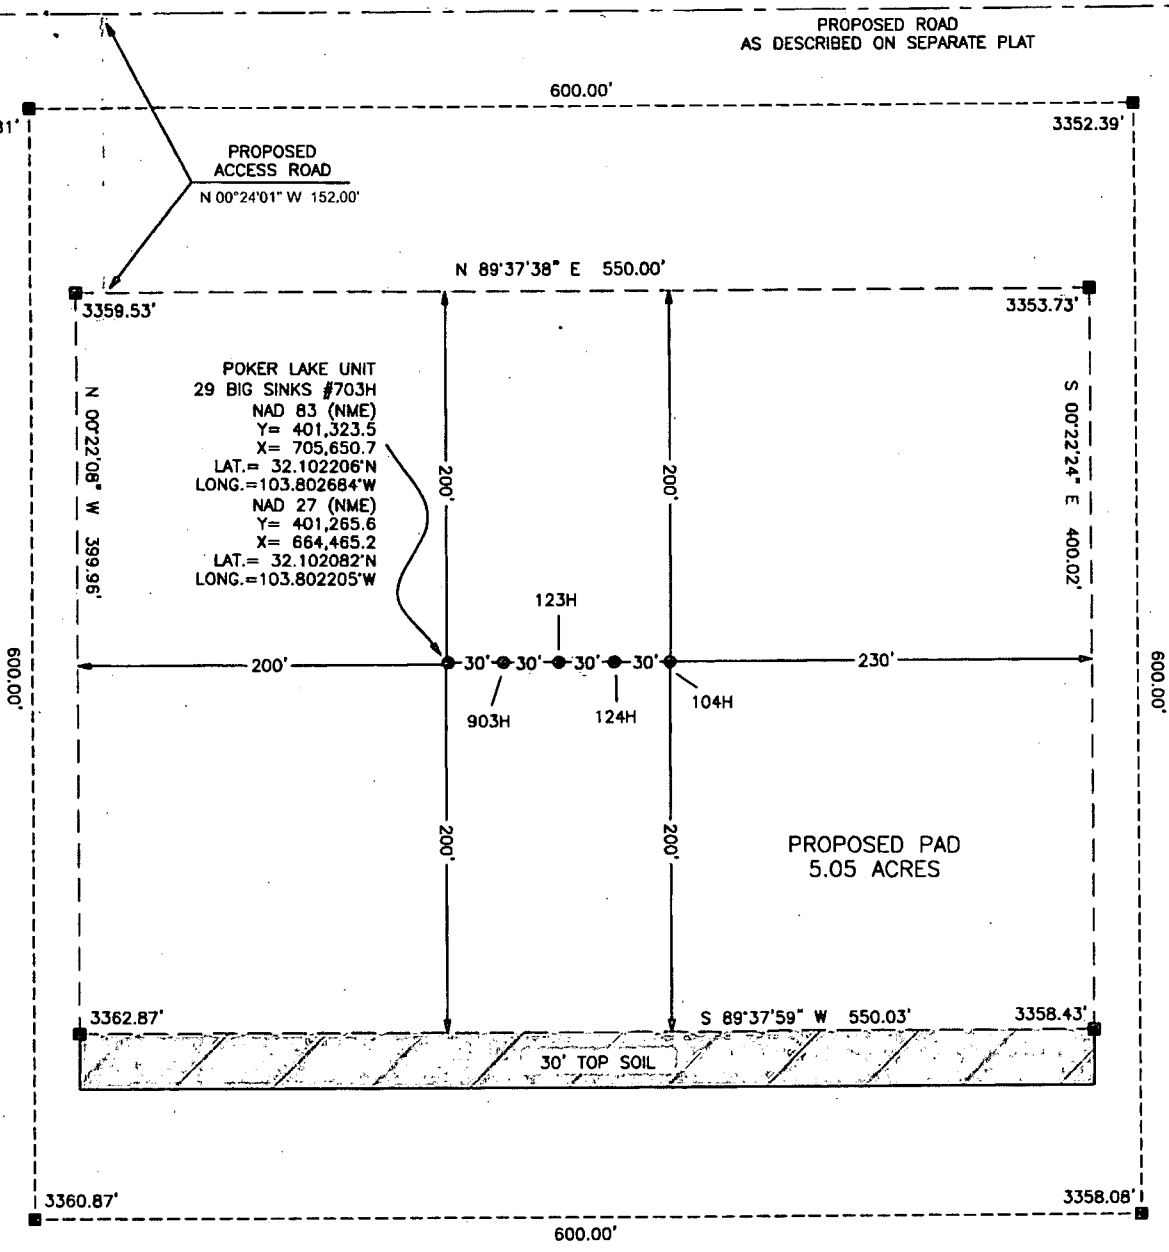 PROPOSED ROAD
AS DESCRIBED ON SEPARATE PLAT
600.00'
3352.39'
PROPOSED
ACCESS ROAD
N 00°24'01" W 152.00'
N 89°37'38" E 550.00'
3359.53'
3353.73'
POKER LAKE UNIT
29 BIG SINKS #703H
NAD 83 (NME)
Y= 401,323.5
X= 705,650.7
LAT.= 32.102206°N
LONG.=103.802684°W
NAD 27 (NME)
Y= 401,265.6
X= 664,465.2
LAT.= 32.102082°N
LONG.=103.802205°W
N 00°22'08" W 399.96'
S 00°22'24" E 400.02'
200'
200'
123H
200'
30'
30'
30'
30'
230'
903H
124H
104H
600.00'
600.00'
200'
200'
PROPOSED PAD
5.05 ACRES
3362.87'
S 89°37'59" W 550.03'
3358.43'
30' TOP SOIL
3360.87'
3358.08'
600.00'